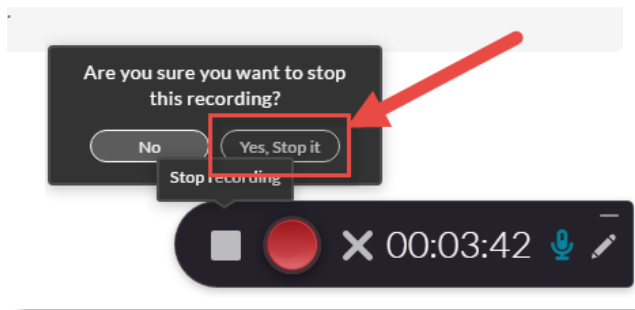 Are you sure you want to stop
this recording?
No
Yes, Stop it
Stop recording
00:03:42